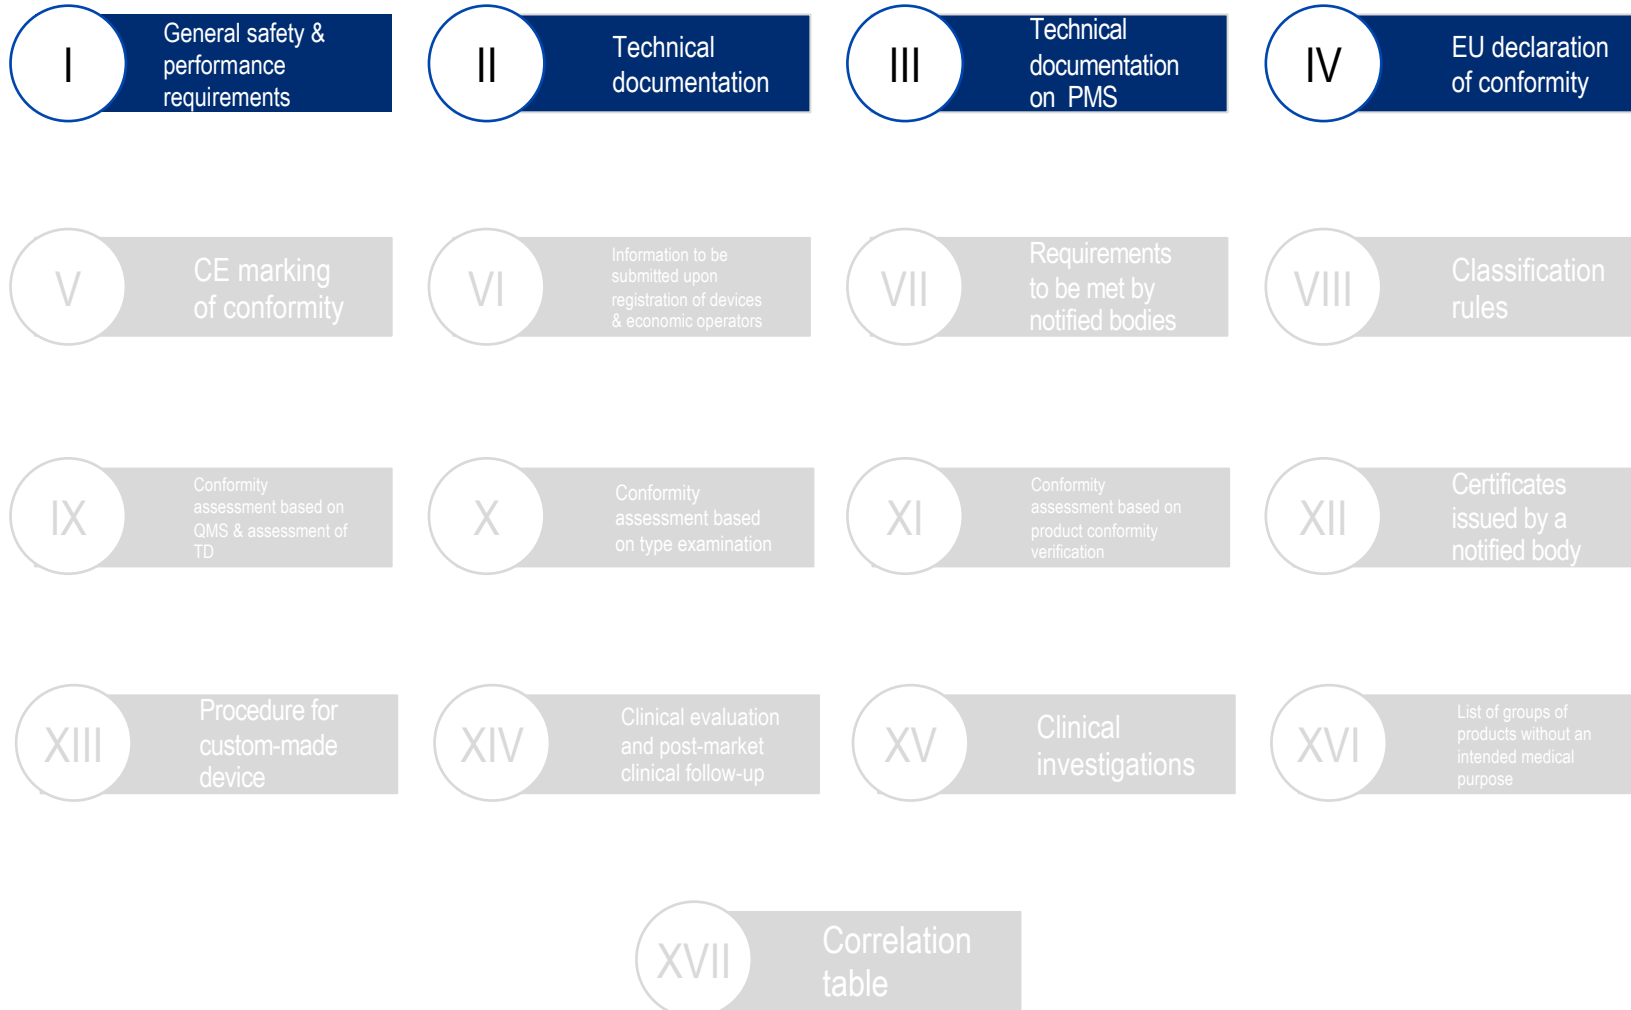 I
General safety &
performance
requirements
II
Technical
documentation
III
Technical
documentation
on PMS
IV
EU declaration
of conformity
V
CE marking
of conformity
VI
Information to be
submitted upon
registration of devices
& economic operators
VII
Requirements
to be met by
notified bodies
VIII
Classification
rules
IX
Conformity
assessment based on
QMS & assessment of
TD
X
Conformity
assessment based
on type examination
XI
Conformity
assessment based on
product conformity
verification
XII
Certificates
issued by a
notified body
XIII
Procedure for
custom-made
device
XIV
Clinical evaluation
and post-market
clinical follow-up
XV
Clinical
investigations
XVI
List of groups of
products without an
intended medical
purpose
XVII
Correlation
table